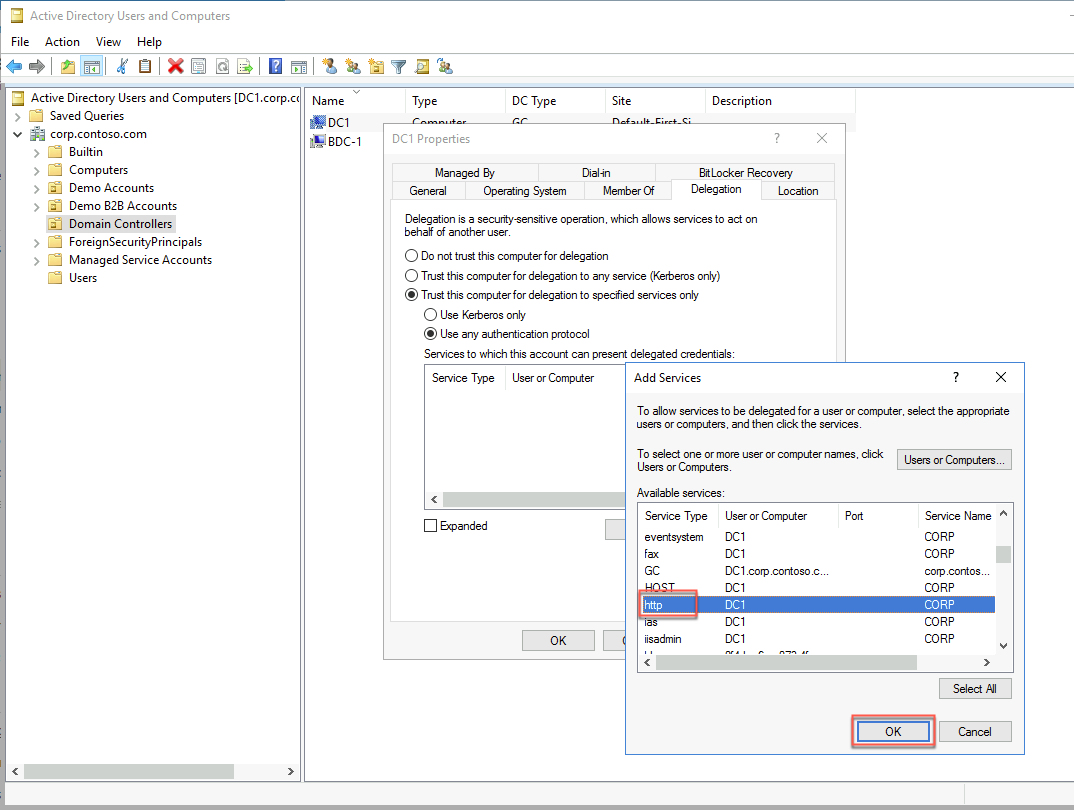 Active Directory Users and Computers
File Action View Help
Active Directory Users and Computers [DC1.corp.cc
Saved Queries
corp.contoso.com
Builtin
Computers
Demo Accounts
Demo B2B Accounts
Domain Controllers
ForeignSecurityPrincipals
Managed Service Accounts
Users
Name Type DC Type Site Description
DC1 Computer GC Default-First-Si
BDC-1
DC1 Properties
Managed By Dial-in BitLocker Recovery
General Operating System Member Of Delegation Location
Delegation is a security-sensitive operation, which allows services to act on
behalf of another user.
Do not trust this computer for delegation
Trust this computer for delegation to any service (Kerberos only)
Trust this computer for delegation to specified services only
Use Kerberos only
Use any authentication protocol
Services to which this account can present delegated credentials:
Service Type User or Computer
Expanded
OK
Add Services
To allow services to be delegated for a user or computer, select the appropriate
users or computers, and then click the services.
To select one or more user or computer names, click
Users or Computers.
Users or Computers...
Available services:
Service Type User or Computer Port Service Name
eventsystem DC1 CORP
fax DC1 CORP
GC DC1.corp.contoso.c... corp.contos...
HOST DC1 CORP
http DC1 CORP
ias DC1 CORP
iisadmin DC1 CORP
Select All
OK Cancel